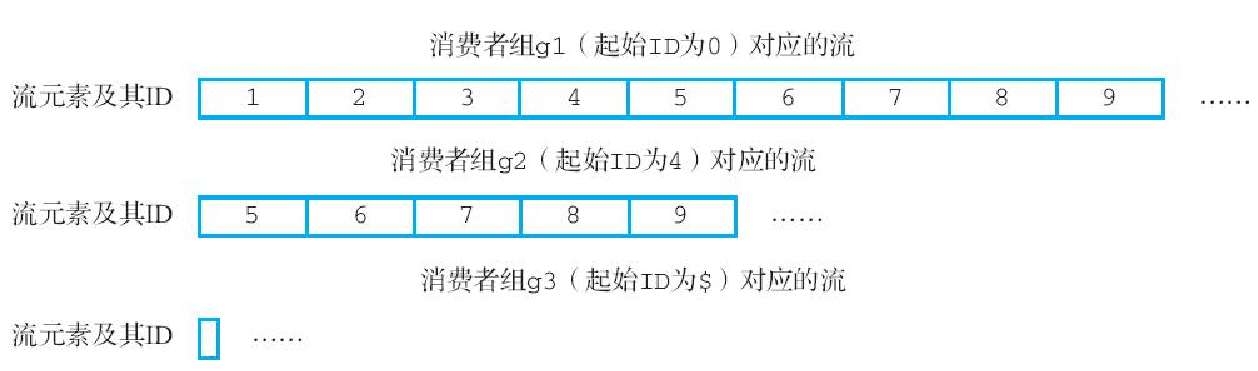 消费者组g1（起始ID为0）对应的流
流元素及其ID 1 2 3 4 5 6 7 8 9 ……
消费者组g2（起始ID为4）对应的流
流元素及其ID 5 6 7 8 9 ……
消费者组g3（起始ID为$）对应的流
流元素及其ID ……